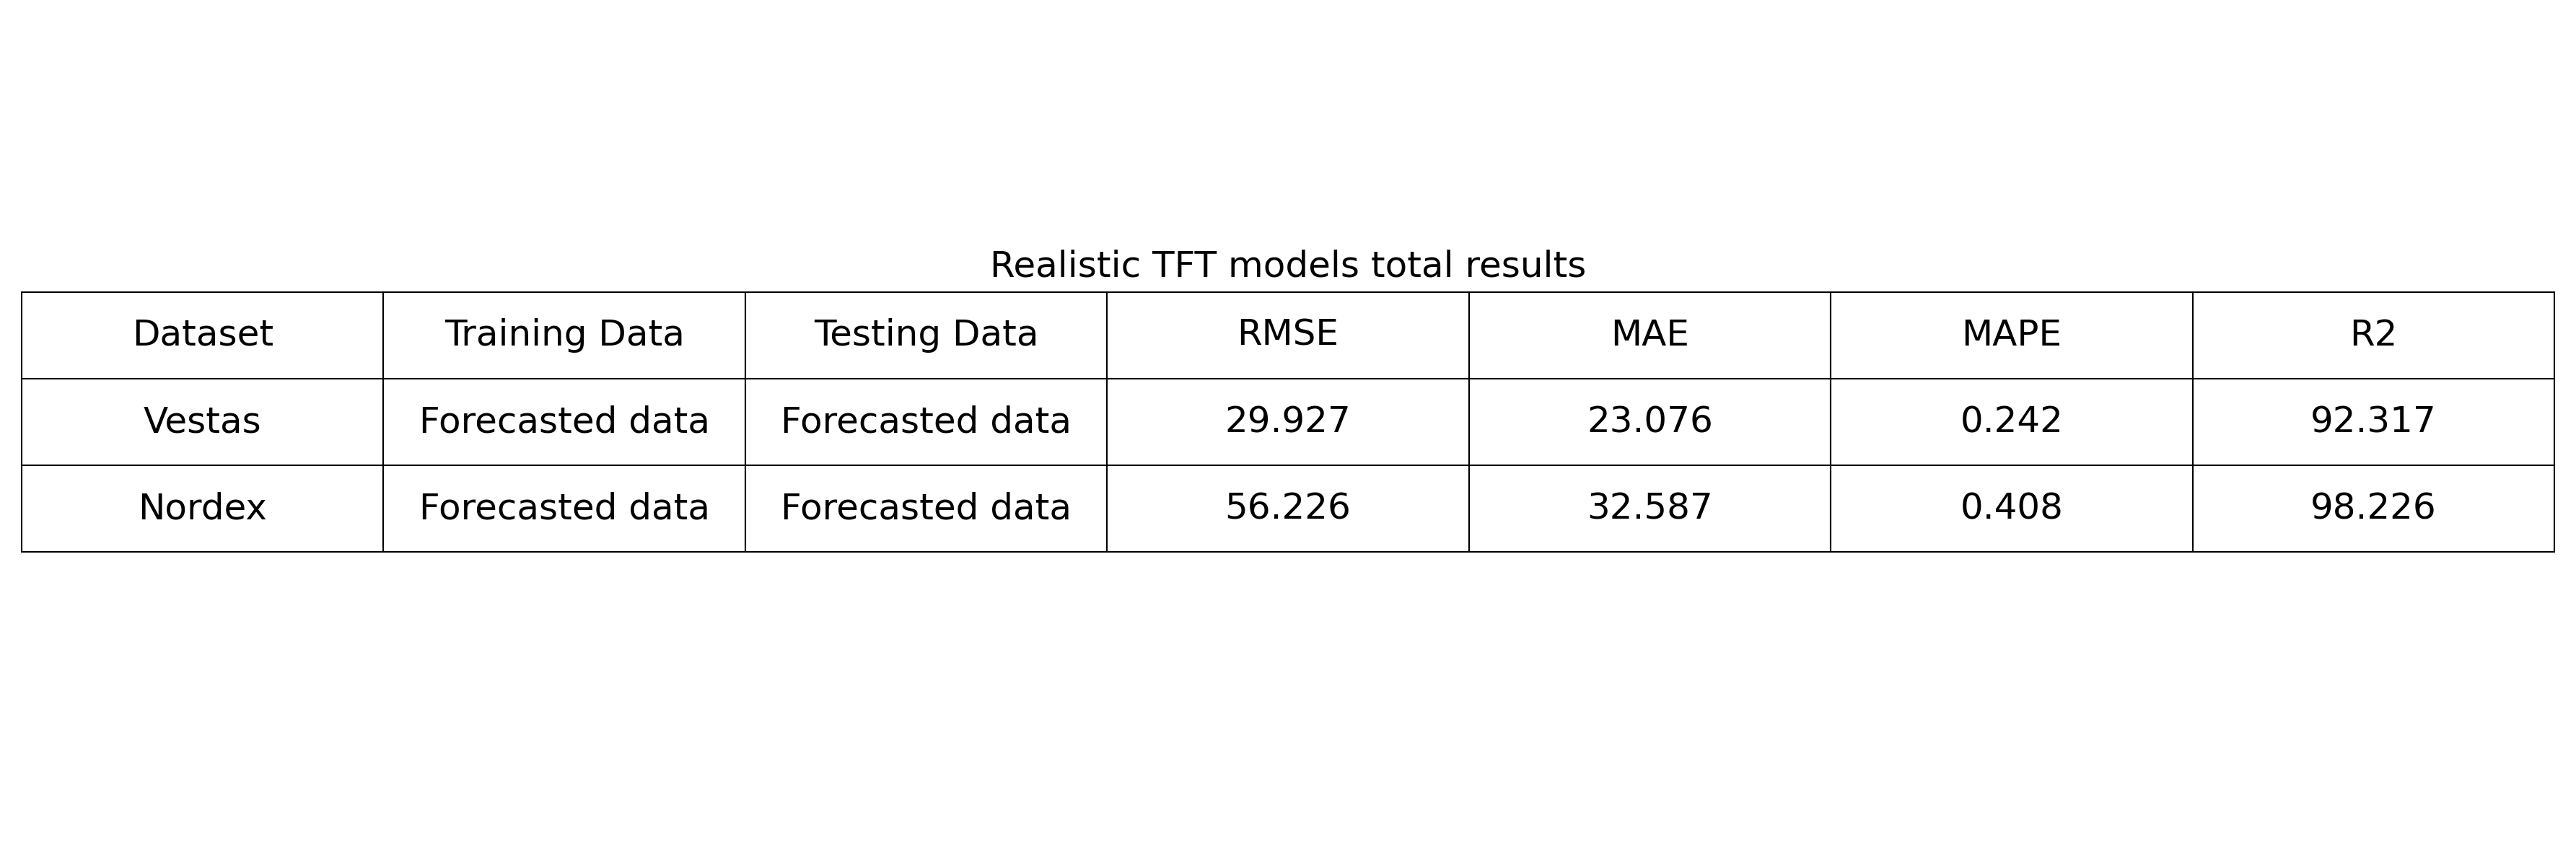 Realistic TFT models total results
Dataset Training Data Testing Data RMSE MAE MAPE R2
Vestas Forecasted data Forecasted data 29.927 23.076 0.242 92.317
Nordex Forecasted data Forecasted data 56.226 32.587 0.408 98.226